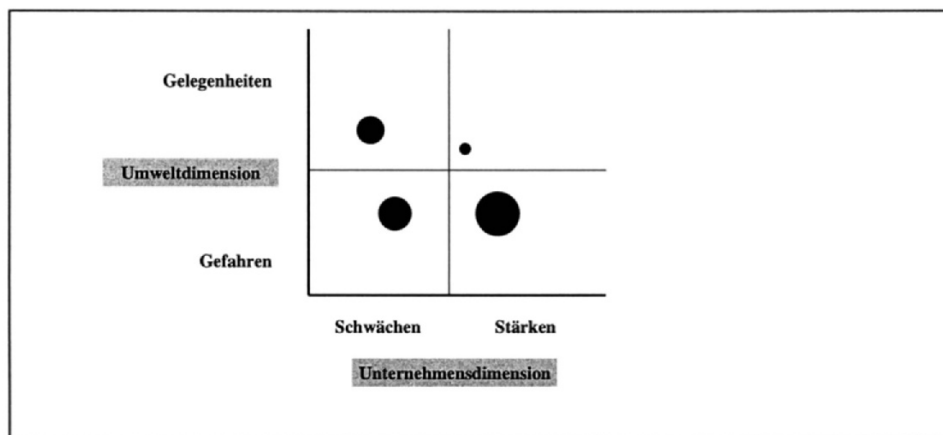 Gelegenheiten
Umweltdimension
Gefahren
Schwächen Stärken
Unternehmensdimension